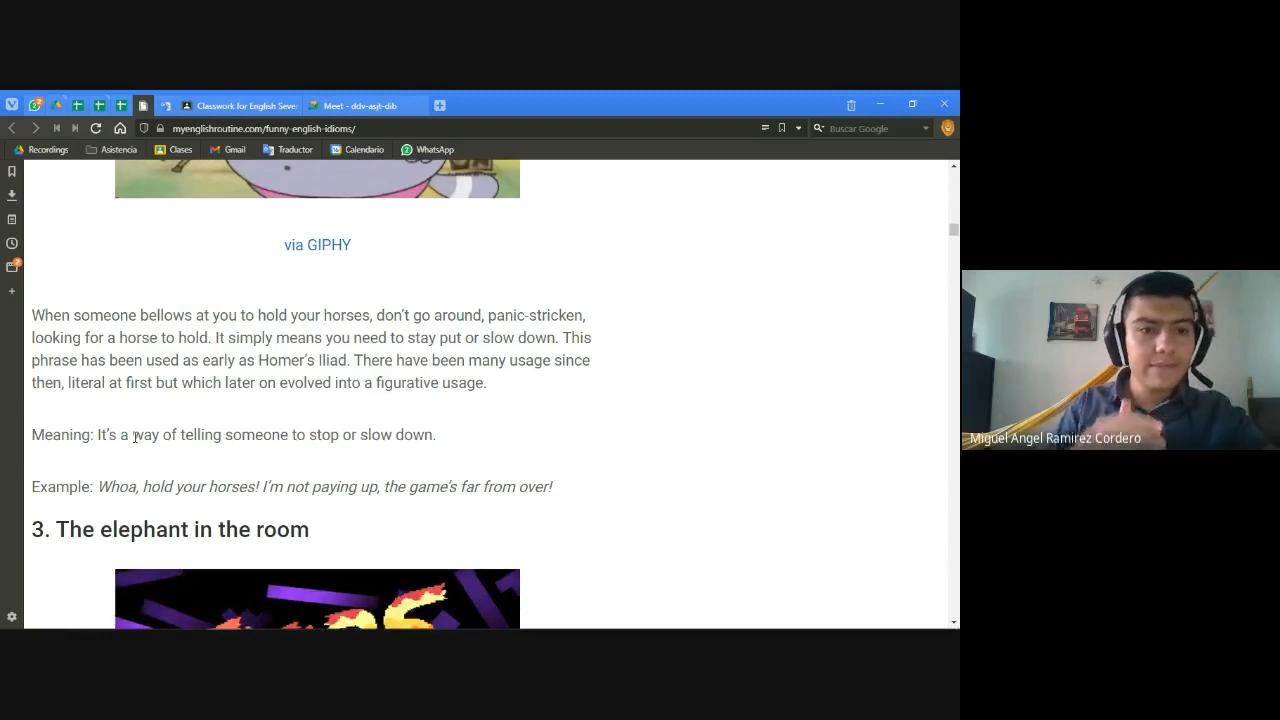 Classwork for English Seve
Meet - ddv-asjt-dib
myenglishroutine.com/funny-english-idioms/
Buscar Google
Recordings
Asistencia
Clases
Gmail
Traductor
Calendario
WhatsApp
via GIPHY
When someone bellows at you to hold your horses, don't go around, panic-stricken,
looking for a horse to hold. It simply means you need to stay put or slow down. This
phrase has been used as early as Homer's Iliad. There have been many usage since
then, literal at first but which later on evolved into a figurative usage.
Meaning: It's a way of telling someone to stop or slow down.
Example: Whoa, hold your horses! I'm not paying up, the game's far from over!
3. The elephant in the room
Miguel Angel Ramirez Cordero